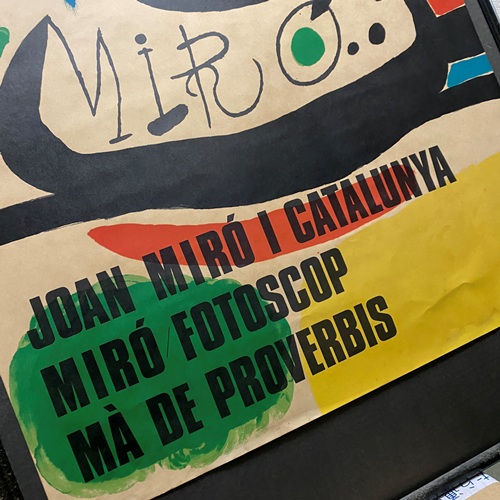 MIRÓ
JOAN MIRÓ I CATALUNYA
MIRÓ/FOTOSCOP
MÀ DE PROVERBIS